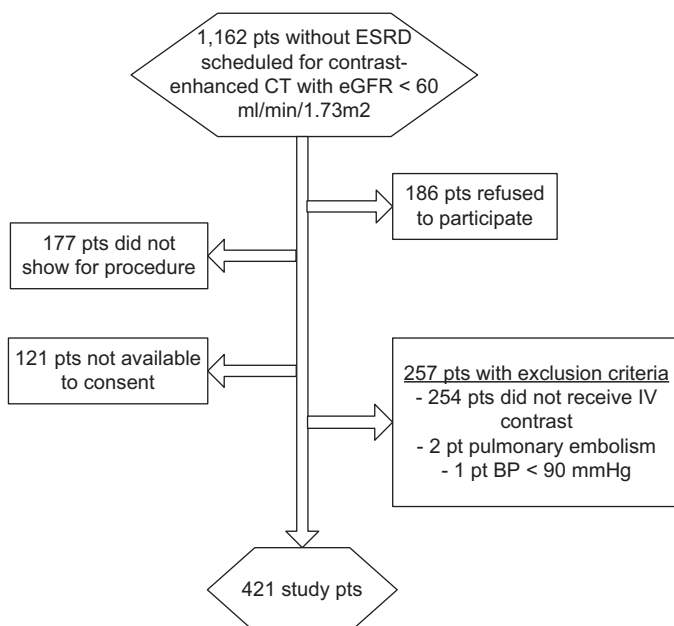 1,162 pts without ESRD
scheduled for contrast-
enhanced CT with eGFR < 60
ml/min/1.73m2
186 pts refused
to participate
177 pts did not
show for procedure
121 pts not available
to consent
257 pts with exclusion criteria
- 254 pts did not receive IV
contrast
- 2 pt pulmonary embolism
- 1 pt BP < 90 mmHg
421 study pts